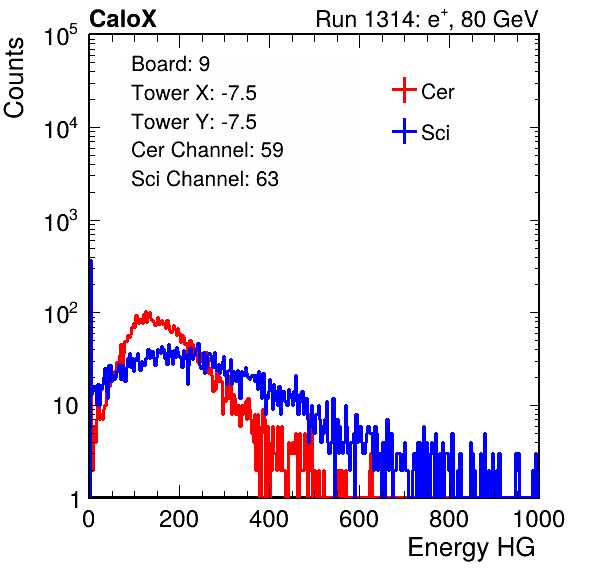 CaloX Run 1314: e⁺, 80 GeV
Counts
Board: 9
Tower X: -7.5
Tower Y: -7.5
Cer Channel: 59
Sci Channel: 63
Cer
Sci
10⁵
10⁴
10³
10²
10
1
0 200 400 600 800 1000
Energy HG